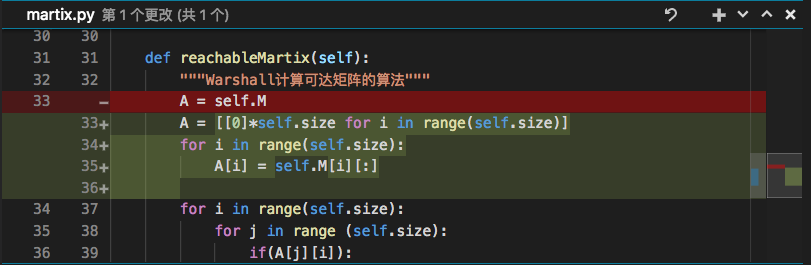 martix.py 第 1 个更改 (共 1 个)
30 30
31 31 def reachableMartix(self):
32 32 """Warshall计算可达矩阵的算法"""
33 − A = self.M
33+ A = [[0]*self.size for i in range(self.size)]
34+ for i in range(self.size):
35+ A[i] = self.M[i][:]
36+
34 37 for i in range(self.size):
35 38 for j in range (self.size):
36 39 if(A[j][i]):